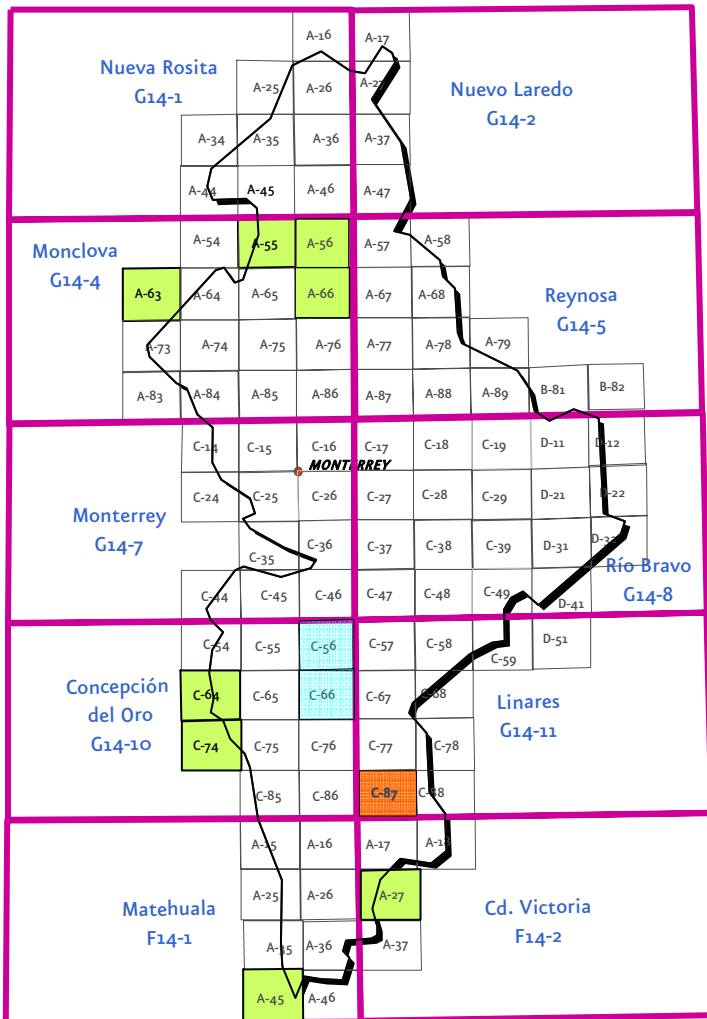 A-16 A-17
Nueva Rosita
G14-1
A-25 A-26 A-27
Nuevo Laredo
G14-2
A-34 A-35 A-36 A-37
A-44 A-45 A-46 A-47
A-54 A-55 A-56 A-57 A-58
Monclova
G14-4
A-63 A-64 A-65 A-66 A-67 A-68
Reynosa
G14-5
A-73 A-74 A-75 A-76 A-77 A-78 A-79
A-83 A-84 A-85 A-86 A-87 A-88 A-89 B-81 B-82
C-14 C-15 C-16 C-17 C-18 C-19 D-11 D-12
MONTERREY
C-24 C-25 C-26 C-27 C-28 C-29 D-21 D-22
Monterrey
G14-7
C-35 C-36 C-37 C-38 C-39 D-31 D-32
Río Bravo
G14-8
C-44 C-45 C-46 C-47 C-48 C-49 D-41
C-54 C-55 C-56 C-57 C-58 C-59 D-51
Concepción
del Oro
G14-10
C-64 C-65 C-66 C-67 C-68
Linares
G14-11
C-74 C-75 C-76 C-77 C-78
C-85 C-86 C-87 C-88
A-15 A-16 A-17 A-18
A-25 A-26 A-27
Matehuala
F14-1
Cd. Victoria
F14-2
A-35 A-36 A-37
A-45 A-46